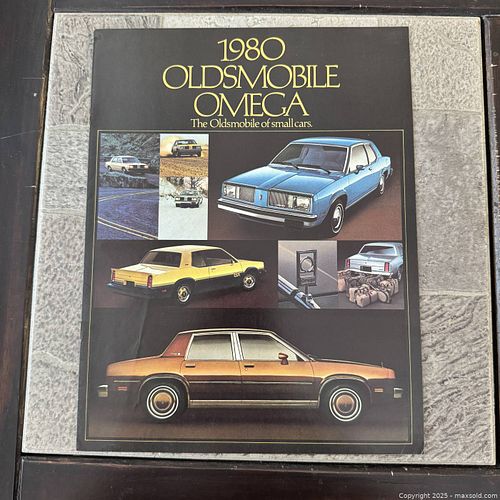 1980
OLDSMOBILE
OMEGA
The Oldsmobile of small cars.
Copyright © 2025 - maxsold.com